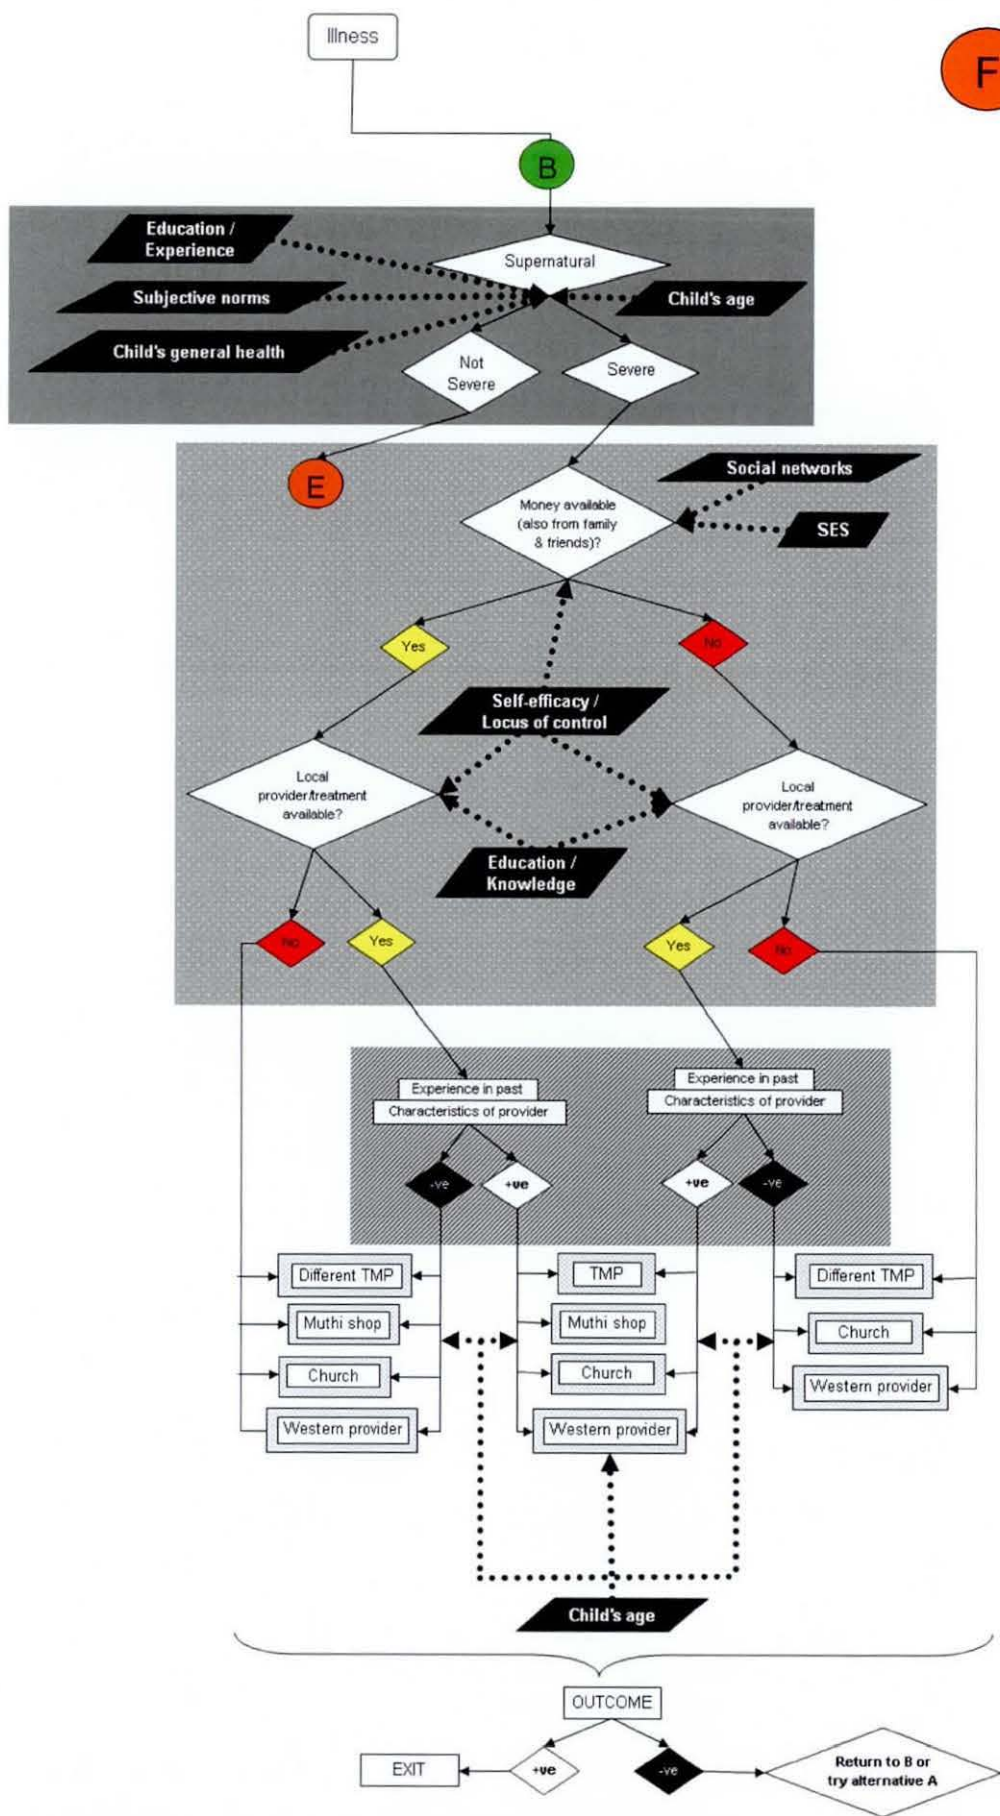 Illness
F
B
Education /
Experience
Supernatural
Subjective norms
Child's age
Child's general health
Not
Severe
Severe
E
Social networks
Money available
(also from family
& friends)?
SES
Yes
No
Self-efficacy /
Locus of control
Local
provider/treatment
available?
Local
provider/treatment
available?
Education /
Knowledge
No
Yes
Yes
No
Experience in past
Characteristics of provider
Experience in past
Characteristics of provider
-ve
+ve
+ve
-ve
Different TMP
TMP
Different TMP
Muthi shop
Muthi shop
Church
Church
Church
Western provider
Western provider
Western provider
Child's age
OUTCOME
EXIT
+ve
-ve
Return to B or
try alternative A